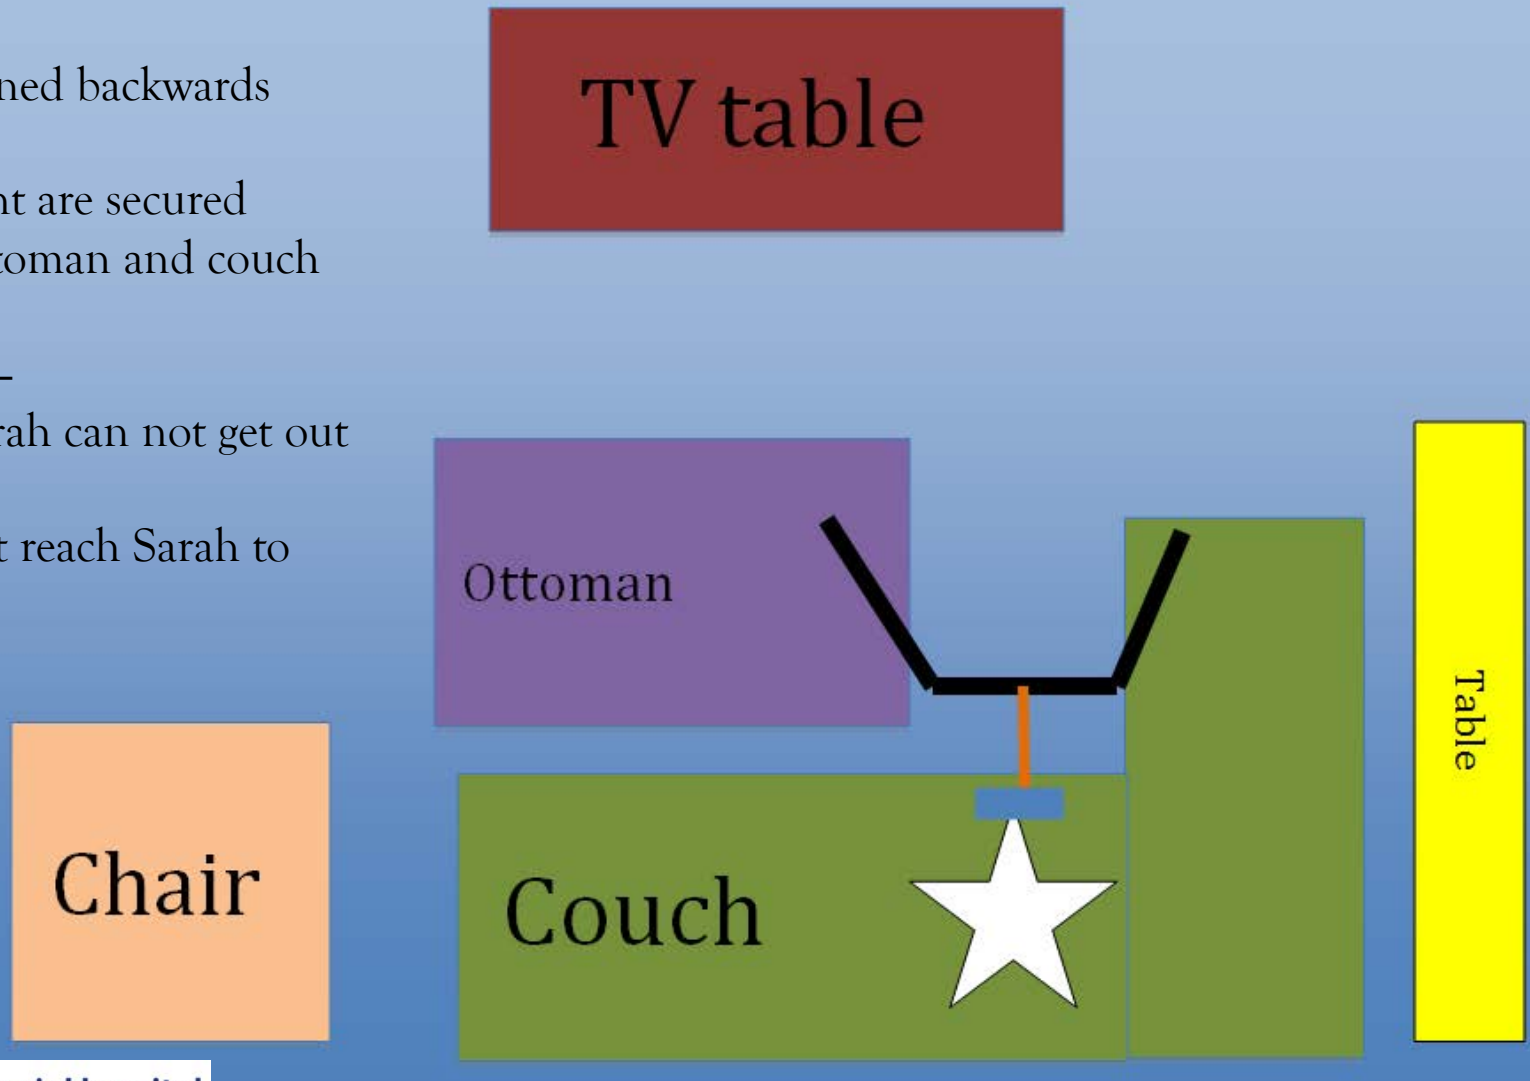 ned backwards
nt are secured
toman and couch
–
rah can not get out
t reach Sarah to
TV table
Ottoman
Table
Chair
Couch